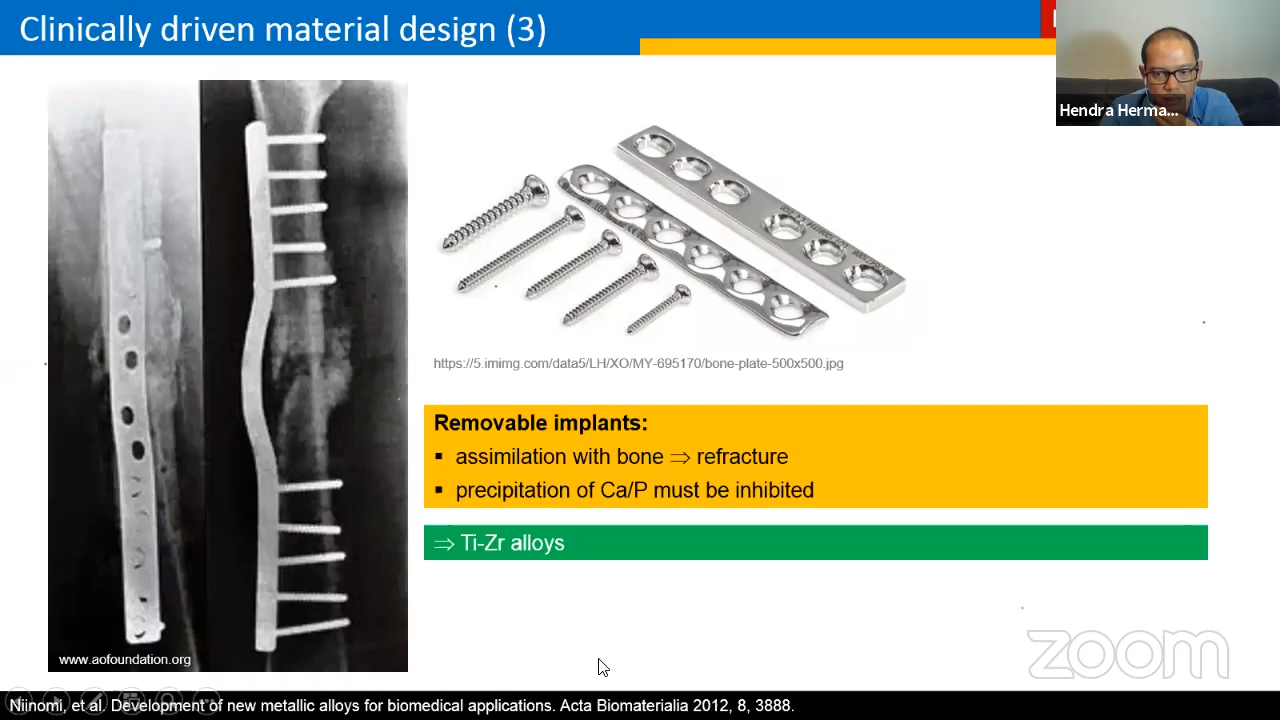 Clinically driven material design (3)
Hendra Herma...
https://5.imimg.com/data5/LH/XO/MY-695170/bone-plate-500x500.jpg
Removable implants:
▪ assimilation with bone ⇒ refracture
▪ precipitation of Ca/P must be inhibited
⇒ Ti-Zr alloys
www.aofoundation.org
zoom
Niinomi, et al. Development of new metallic alloys for biomedical applications. Acta Biomaterialia 2012, 8, 3888.